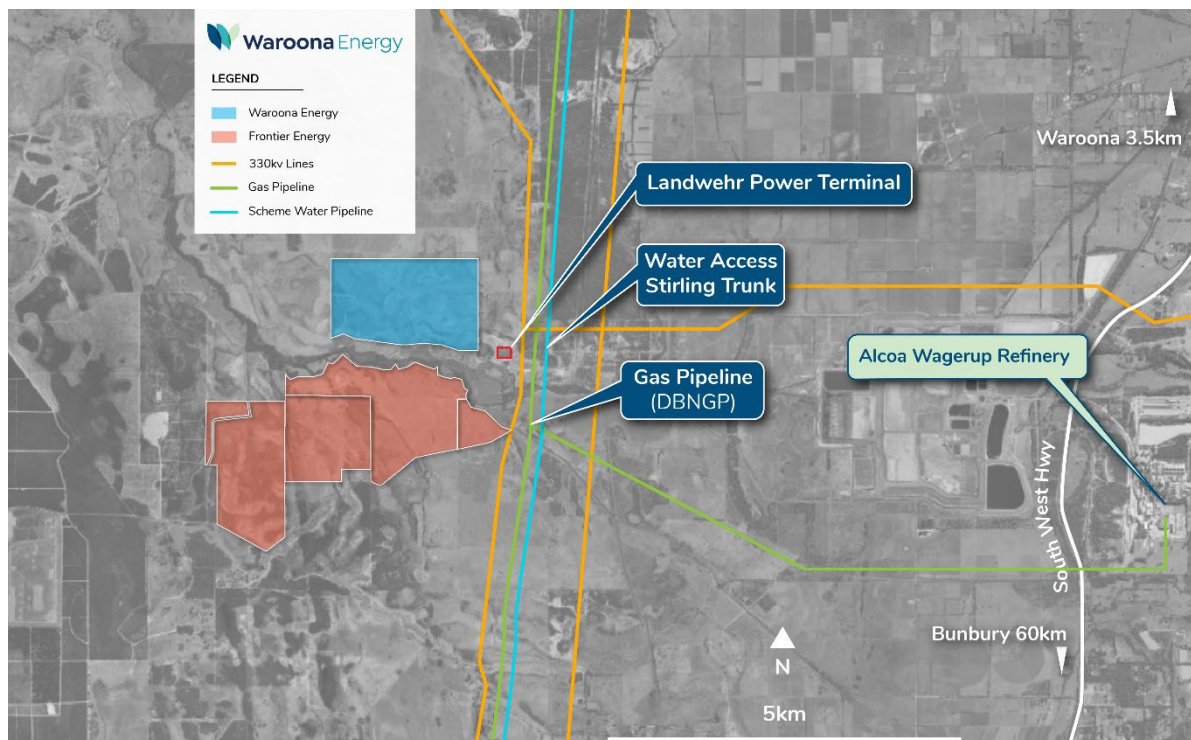 Waroona Energy
LEGEND
Waroona Energy
Frontier Energy
330kv Lines
Gas Pipeline
Scheme Water Pipeline
Waroona 3.5km
Landwehr Power Terminal
Water Access
Stirling Trunk
Alcoa Wagerup Refinery
Gas Pipeline
(DBNGP)
South West Hwy
Bunbury 60km
N
5km